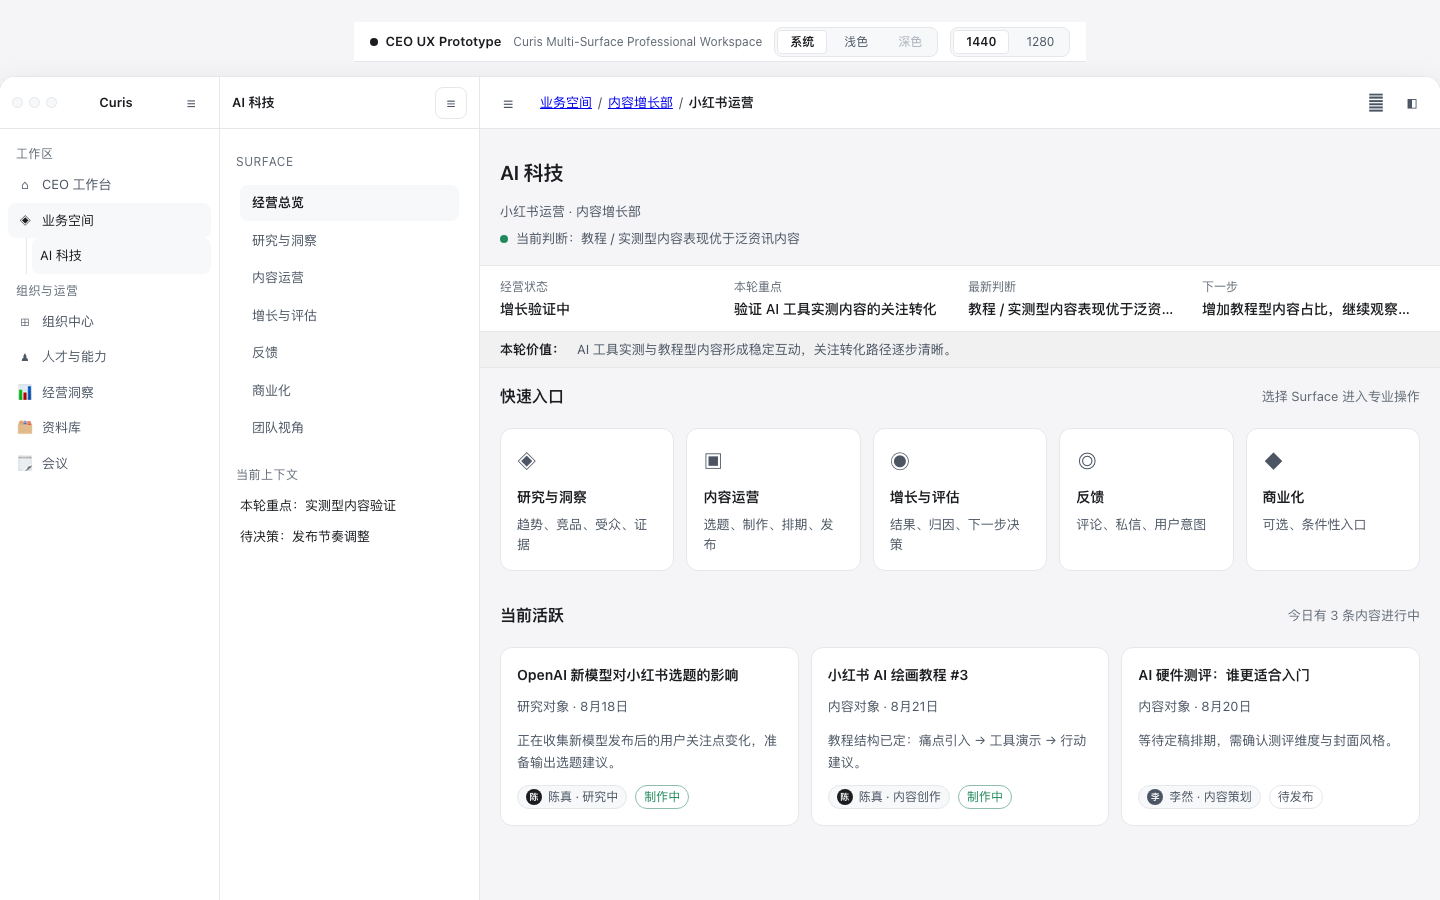 CEO UX Prototype Curis Multi-Surface Professional Workspace 系统 浅色 深色 1440 1280
Curis
工作区
CEO 工作台
业务空间
AI 科技
组织与运营
组织中心
人才与能力
经营洞察
资料库
会议
AI 科技
SURFACE
经营总览
研究与洞察
内容运营
增长与评估
反馈
商业化
团队视角
当前上下文
本轮重点：实测型内容验证
待决策：发布节奏调整
业务空间 / 内容增长部 / 小红书运营
AI 科技
小红书运营 · 内容增长部
当前判断：教程 / 实测型内容表现优于泛资讯内容
经营状态
增长验证中
本轮重点
验证 AI 工具实测内容的关注转化
最新判断
教程 / 实测型内容表现优于泛资...
下一步
增加教程型内容占比，继续观察...
本轮价值： AI 工具实测与教程型内容形成稳定互动，关注转化路径逐步清晰。
快速入口 选择 Surface 进入专业操作
研究与洞察
趋势、竞品、受众、证
据
内容运营
选题、制作、排期、发
布
增长与评估
结果、归因、下一步决
策
反馈
评论、私信、用户意图
商业化
可选、条件性入口
当前活跃 今日有 3 条内容进行中
OpenAI 新模型对小红书选题的影响
研究对象 · 8月18日
正在收集新模型发布后的用户关注点变化，准
备输出选题建议。
陈 陈真 · 研究中 制作中
小红书 AI 绘画教程 #3
内容对象 · 8月21日
教程结构已定：痛点引入 → 工具演示 → 行动
建议。
陈 陈真 · 内容创作 制作中
AI 硬件测评：谁更适合入门
内容对象 · 8月20日
等待定稿排期，需确认测评维度与封面风格。
李 李然 · 内容策划 待发布